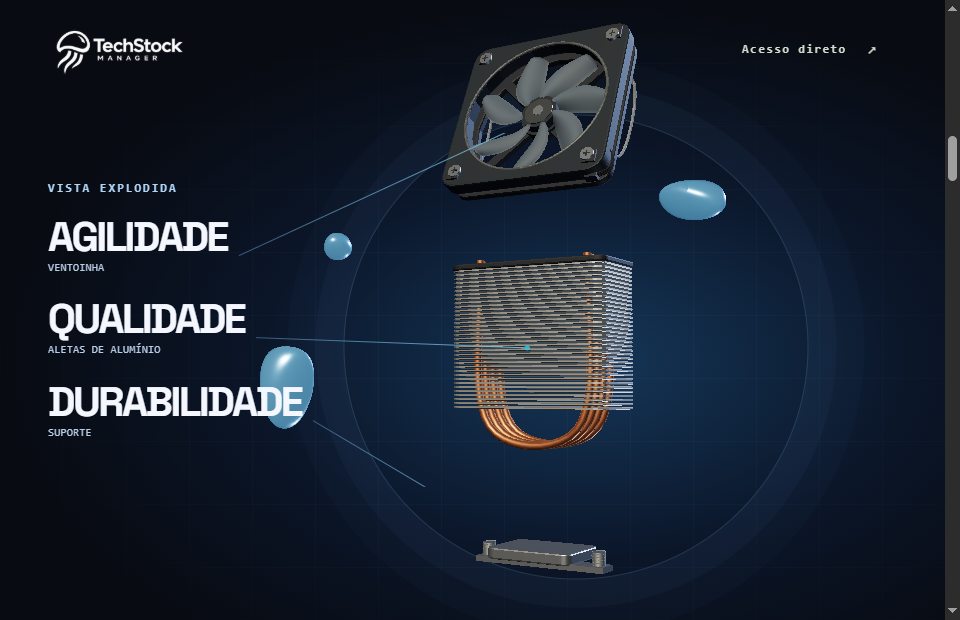 TechStock
MANAGER
Acesso direto ↗
VISTA EXPLODIDA
AGILIDADE
VENTOINHA
QUALIDADE
ALETAS DE ALUMÍNIO
DURABILIDADE
SUPORTE